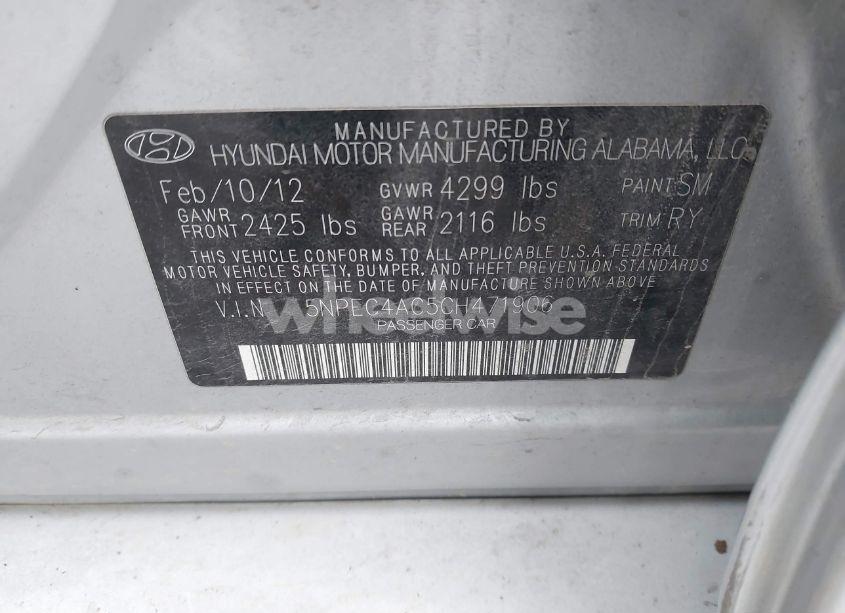 MANUFACTURED BY
HYUNDAI MOTOR MANUFACTURING ALABAMA, LLC
Feb/10/12 GVWR 4299 lbs PAINT SM
GAWR FRONT 2425 lbs GAWR REAR 2116 lbs TRIM RY
THIS VEHICLE CONFORMS TO ALL APPLICABLE U.S.A. FEDERAL
MOTOR VEHICLE SAFETY, BUMPER, AND THEFT PREVENTION STANDARDS
IN EFFECT ON THE DATE OF MANUFACTURE SHOWN ABOVE
V.I.N 5NPEC4AC5CH471906
wheelwise
PASSENGER CAR